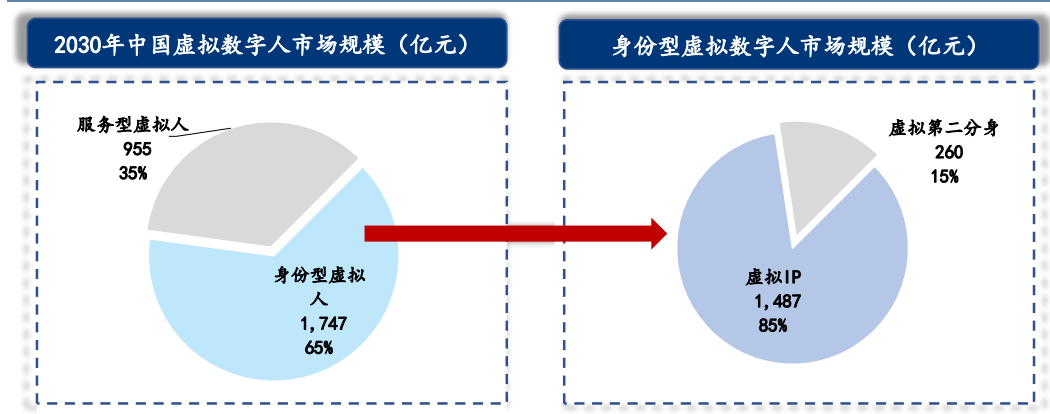 2030年中国虚拟数字人市场规模（亿元）
服务型虚拟人
955
35%
身份型虚拟
人
1,747
65%
身份型虚拟数字人市场规模（亿元）
虚拟第二分身
260
15%
虚拟IP
1,487
85%